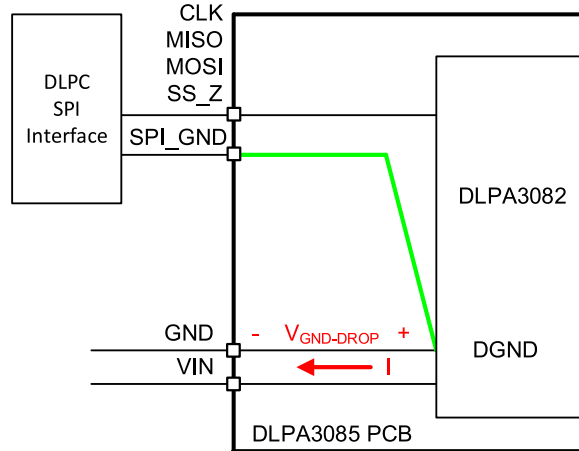 CLK
MISO
MOSI
SS_Z
DLPC
SPI
Interface
SPI_GND
DLPA3082
GND
- VGND-DROP +
DGND
VIN
I
DLPA3085 PCB